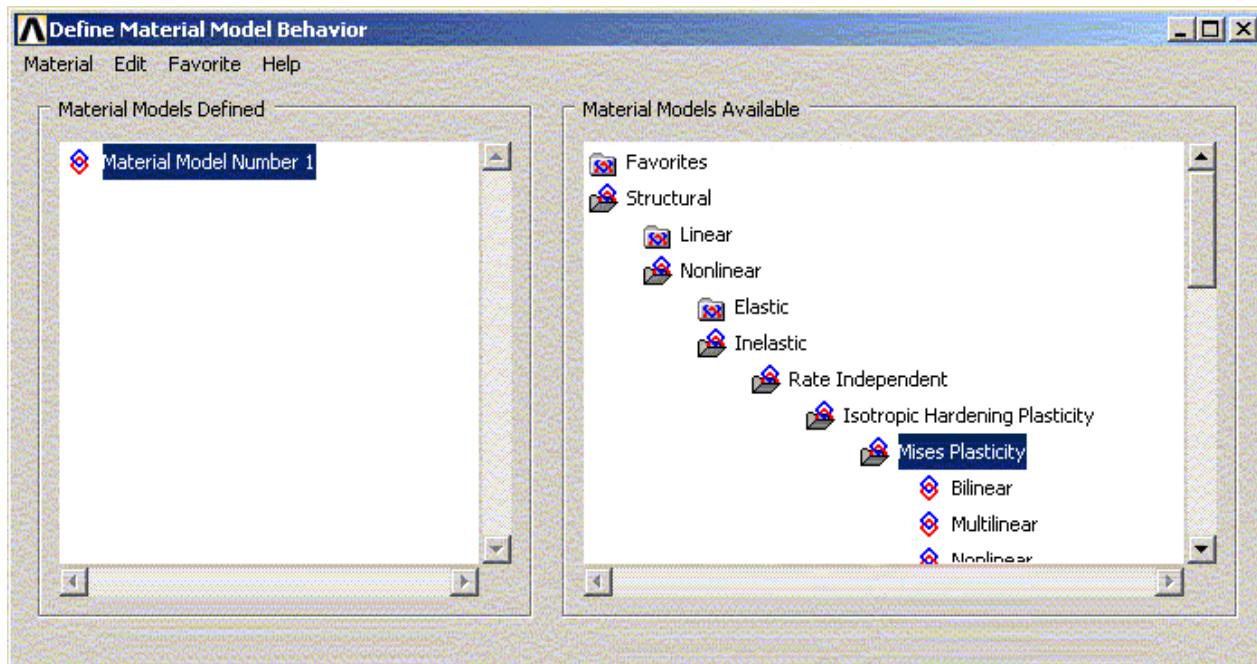 Define Material Model Behavior
Material Edit Favorite Help
Material Models Defined
Material Model Number 1
Material Models Available
Favorites
Structural
Linear
Nonlinear
Elastic
Inelastic
Rate Independent
Isotropic Hardening Plasticity
Mises Plasticity
Bilinear
Multilinear
Nonlinear